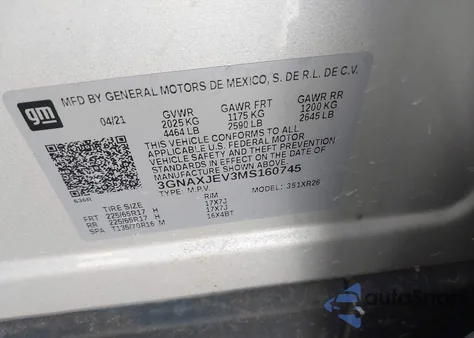 gm
MFD BY GENERAL MOTORS DE MEXICO, S. DE R.L. DE C.V.
04/21 GVWR GAWR FRT GAWR RR
2025 KG 1175 KG 1200 KG
4464 LB 2590 LB 2645 LB
THIS VEHICLE CONFORMS TO ALL
APPLICABLE U.S. FEDERAL MOTOR
VEHICLE SAFETY, BUMPER, AND THEFT
PREVENTION STANDARDS IN EFFECT ON
THE DATE OF MANUFACTURE SHOWN ABOVE.
3GNAXJEV3MS160745
TYPE: M.P.V. MODEL: 351XR26
TIRE SIZE RIM
FRT 225/65R17 H 17X7J
RR 225/65R17 H 17X7J
SPA T135/70R16 M 16X4BT